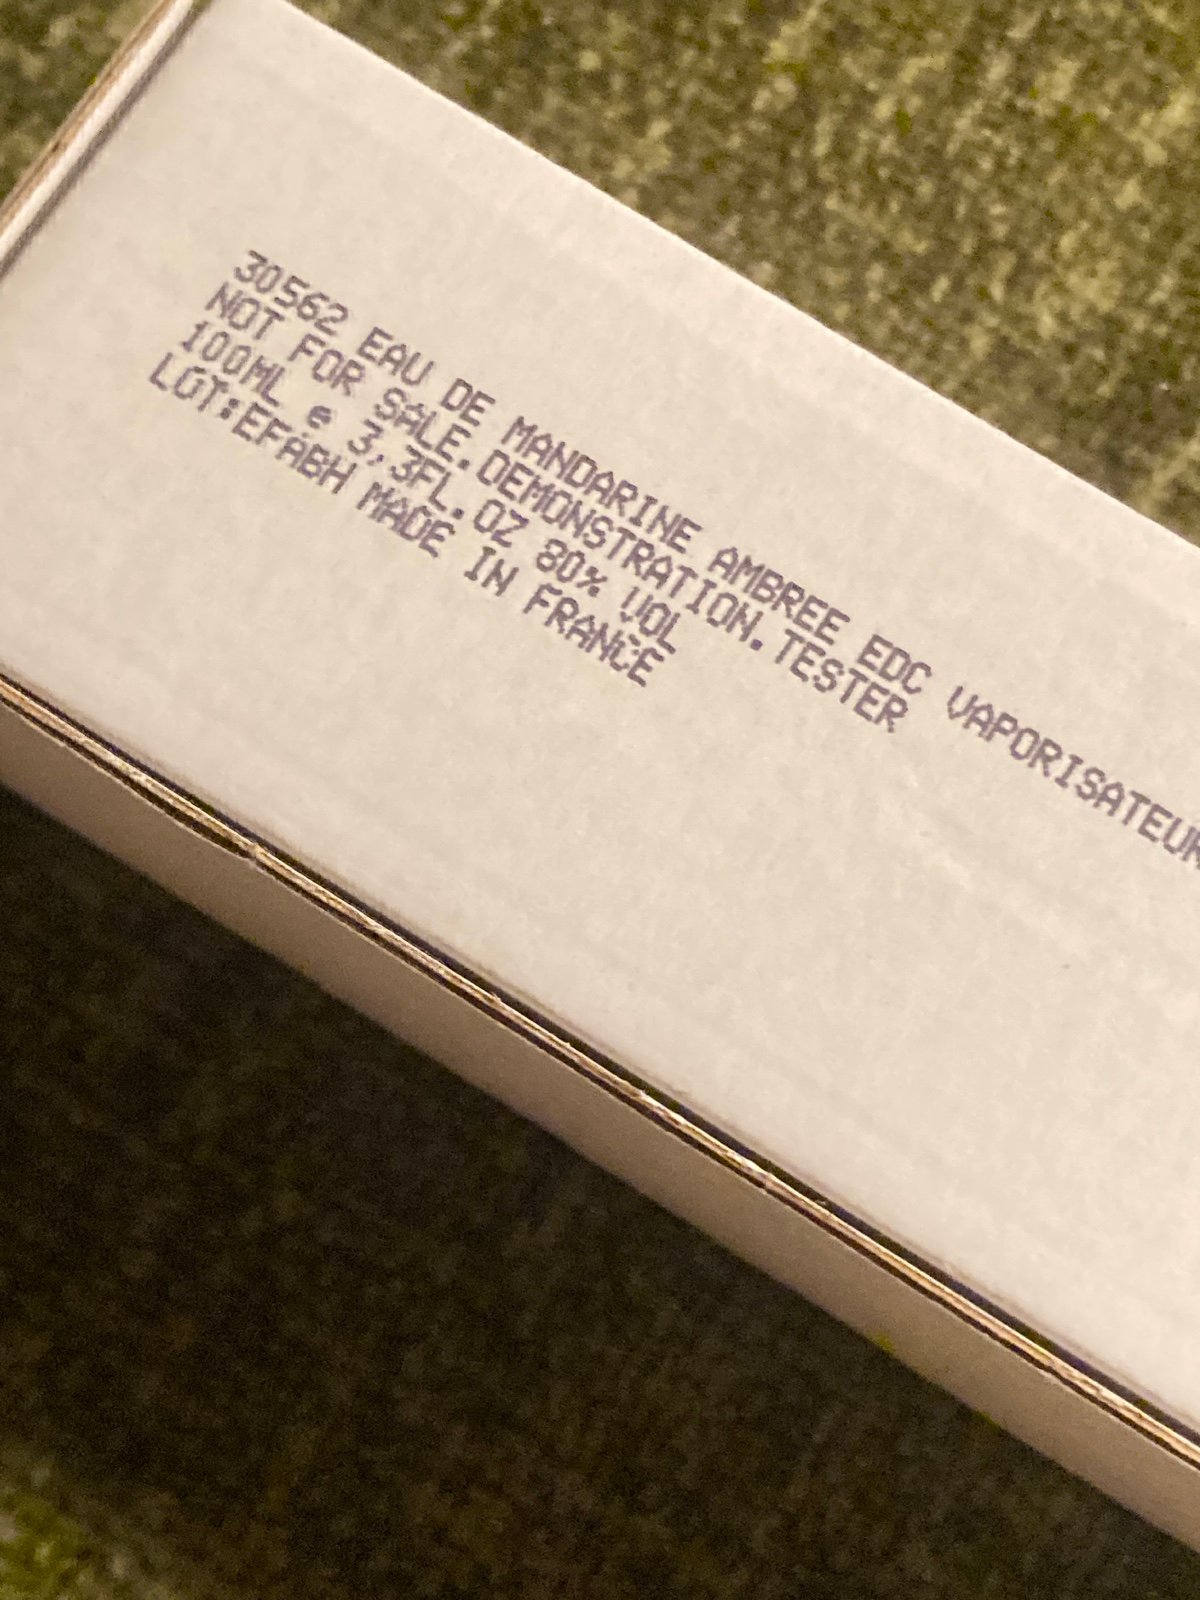 30562 EAU DE MANDARINE AMBREE EDC VAPORISATEUR
NOT FOR SALE.DEMONSTRATION.TESTER
100ML e 3,3FL.OZ 80% VOL
LOT:EFABH MADE IN FRANCE